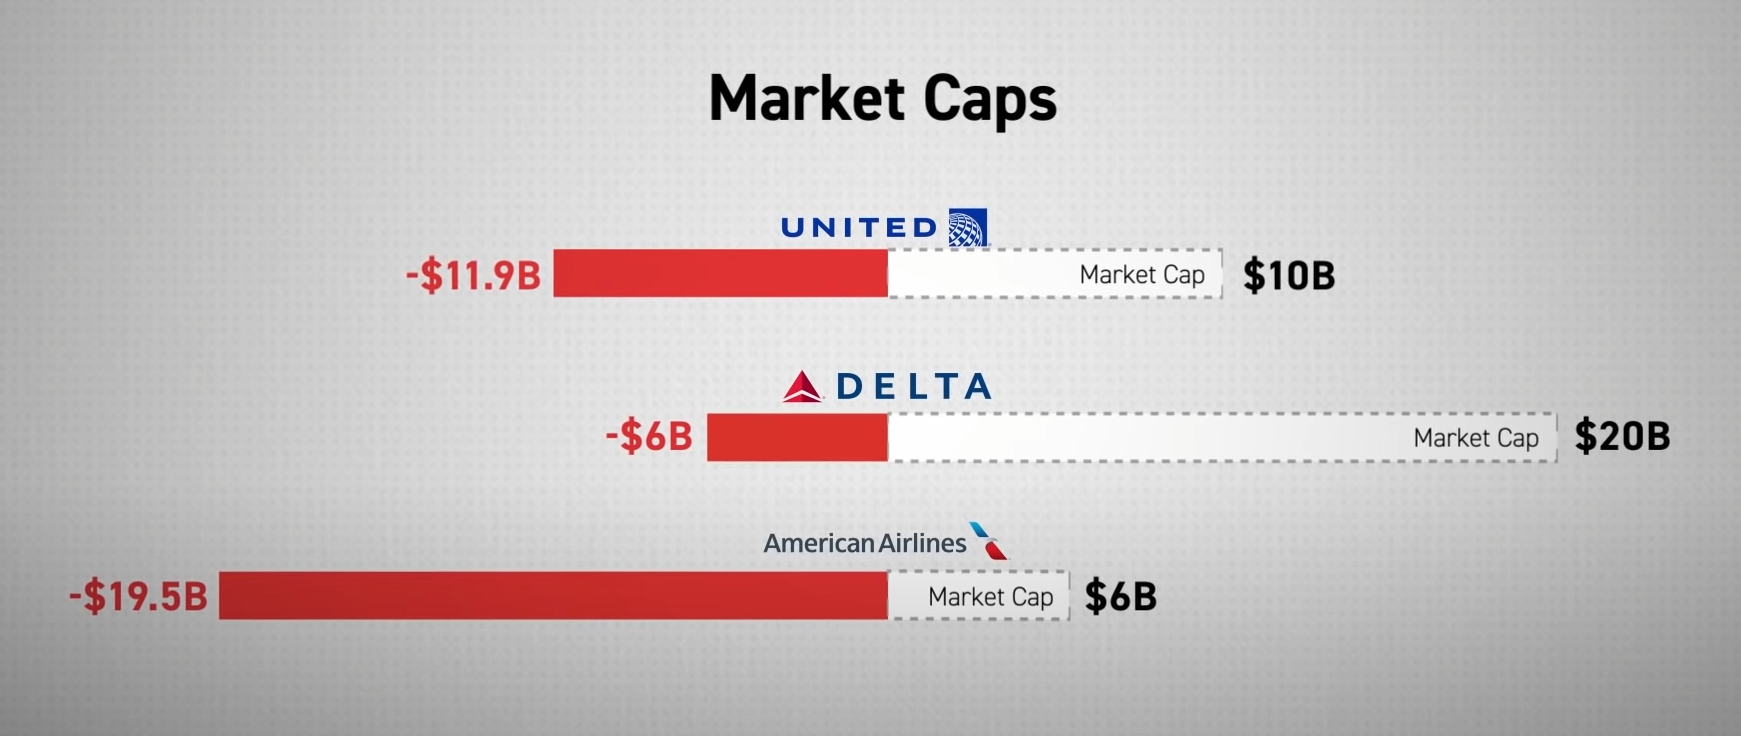 Market Caps
UNITED
-$11.9B Market Cap $10B
DELTA
-$6B Market Cap $20B
American Airlines
-$19.5B Market Cap $6B